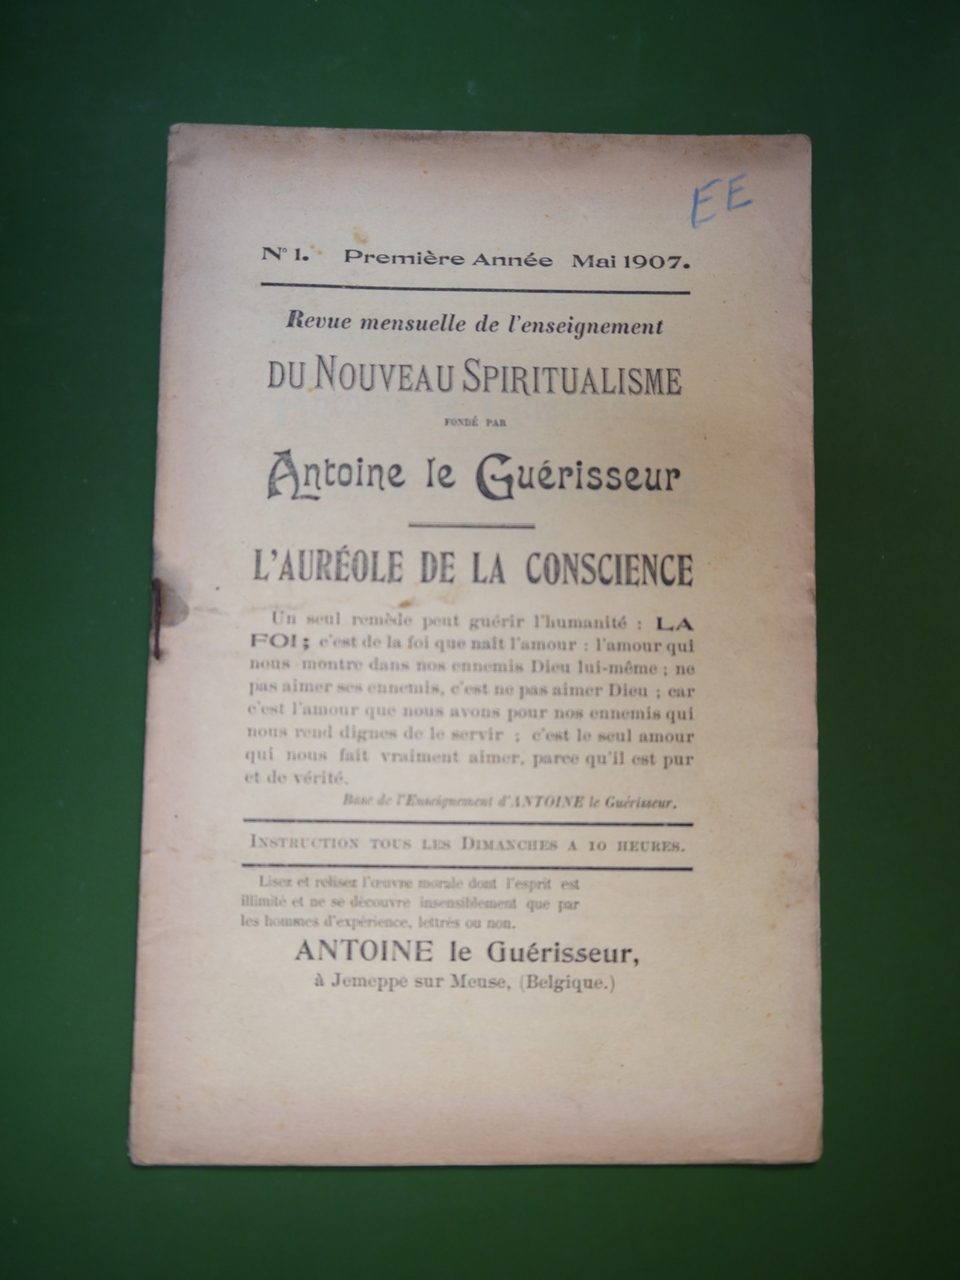 EE
N° 1. Première Année Mai 1907.
Revue mensuelle de l'enseignement
DU NOUVEAU SPIRITUALISME
FONDÉ PAR
Antoine le Guérisseur
L'AURÉOLE DE LA CONSCIENCE
Un seul remède peut guérir l'humanité : LA
FOI ; c'est de la foi que naît l'amour : l'amour qui
nous montre dans nos ennemis Dieu lui-même ; ne
pas aimer ses ennemis, c'est ne pas aimer Dieu ; car
c'est l'amour que nous avons pour nos ennemis qui
nous rend dignes de le servir ; c'est le seul amour
qui nous fait vraiment aimer, parce qu'il est pur
et de vérité.
Base de l'Enseignement d'ANTOINE le Guérisseur.
INSTRUCTION TOUS LES DIMANCHES A 10 HEURES.
Lisez et relisez l'œuvre morale dont l'esprit est
illimité et ne se découvre insensiblement que par
les hommes d'expérience, lettrés ou non.
ANTOINE le Guérisseur,
à Jemeppe sur Meuse, (Belgique.)